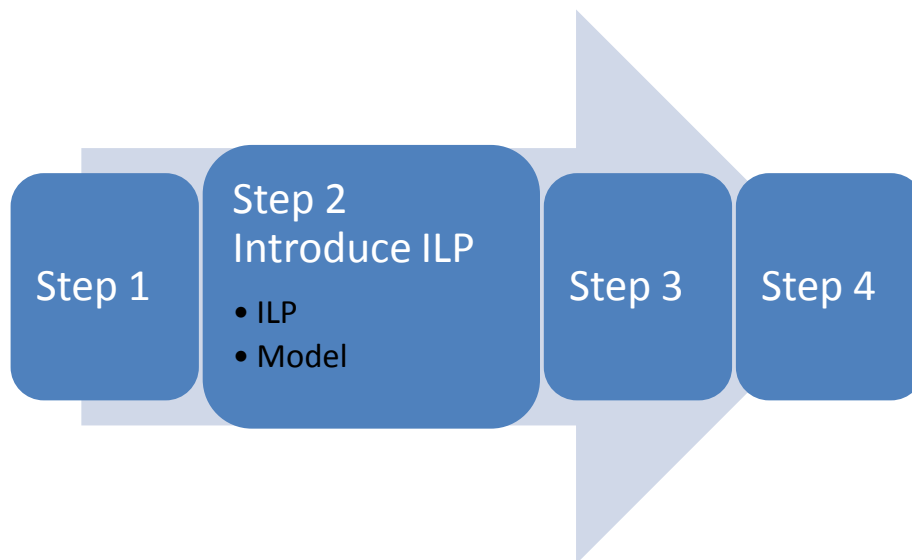 Step 1
Step 2
Introduce ILP
• ILP
• Model
Step 3
Step 4